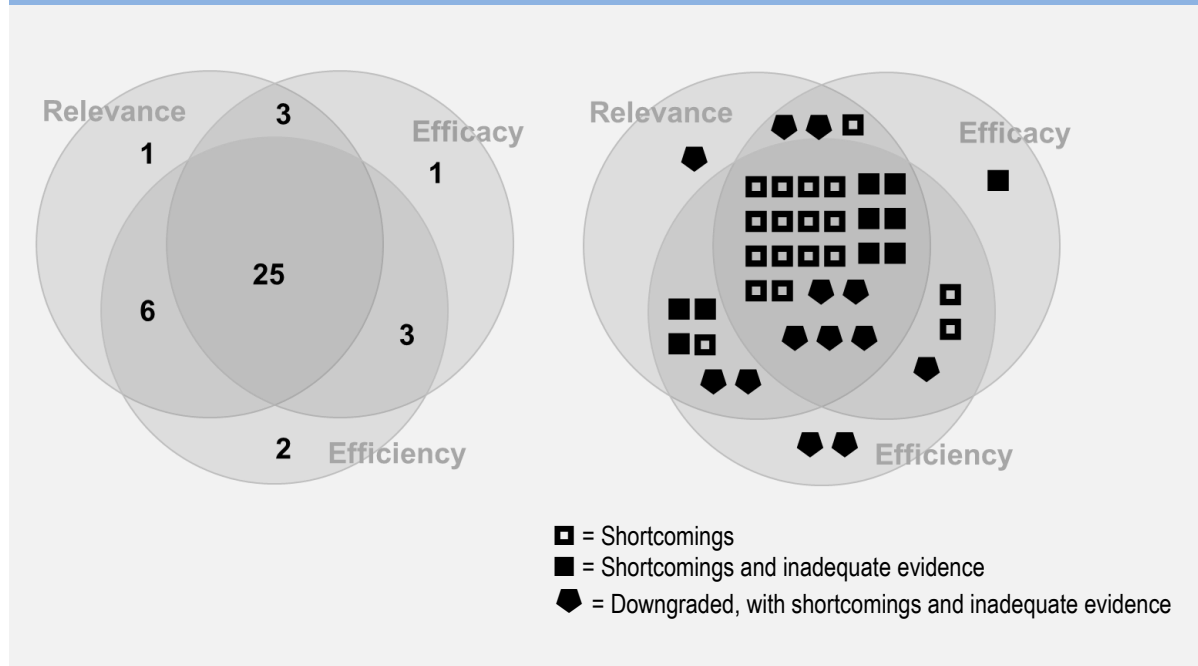 Relevance
3
Efficacy
1
1
25
6
3
2
Efficiency
Relevance
Efficacy
Efficiency
= Shortcomings
= Shortcomings and inadequate evidence
= Downgraded, with shortcomings and inadequate evidence